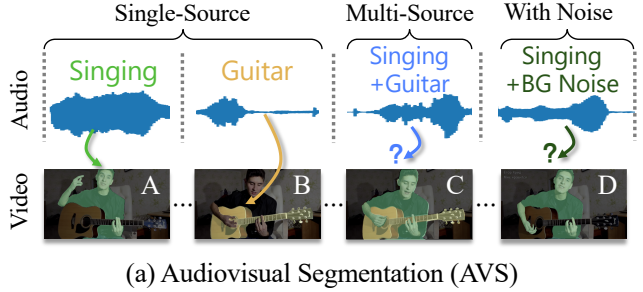 Single-Source
Multi-Source
With Noise
Audio
Singing
Guitar
Singing
+Guitar
Singing
+BG Noise
?
?
Video
A
...
B
...
C
...
D
(a) Audiovisual Segmentation (AVS)